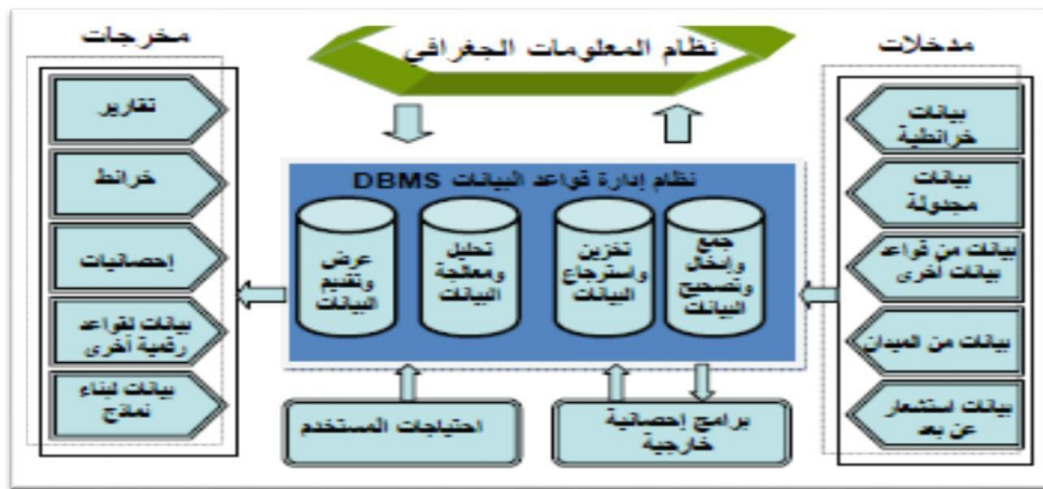 مدخلات
نظام المعلومات الجغرافي
مخرجات
بيانات
خرائطية
بيانات
مجدولة
بيانات من قواعد
بيانات أخرى
بيانات من الميدان
بيانات استشعار
عن بعد
نظام إدارة قواعد البيانات DBMS
جمع
وإدخال
وتصحيح
البيانات
تخزين
واسترجاع
البيانات
تحليل
ومعالجة
البيانات
عرض
وتقديم
البيانات
برامج إحصائية
خارجية
احتياجات المستخدم
تقارير
خرائط
إحصائيات
بيانات لقواعد
رقمية أخرى
بيانات لبناء
نماذج